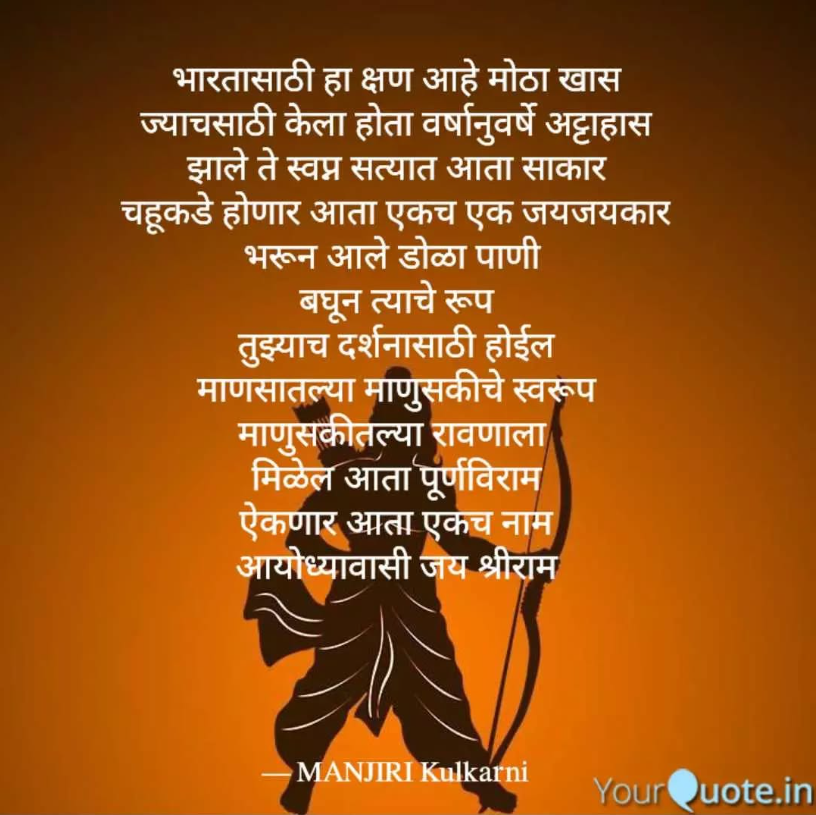 भारतासाठी हा क्षण आहे मोठा खास
ज्याचसाठी केला होता वर्षानुवर्षे अट्टाहास
झाले ते स्वप्न सत्यात आता साकार
चहूकडे होणार आता एकच एक जयजयकार
भरून आले डोळा पाणी
बघून त्याचे रूप
तुझ्याच दर्शनासाठी होईल
माणसातल्या माणुसकीचे स्वरूप
माणुसकीतल्या रावणाला
मिळेल आता पूर्णविराम
ऐकणार आता एकच नाम
आयोध्यावासी जय श्रीराम
— MANJIRI Kulkarni
YourQuote.in